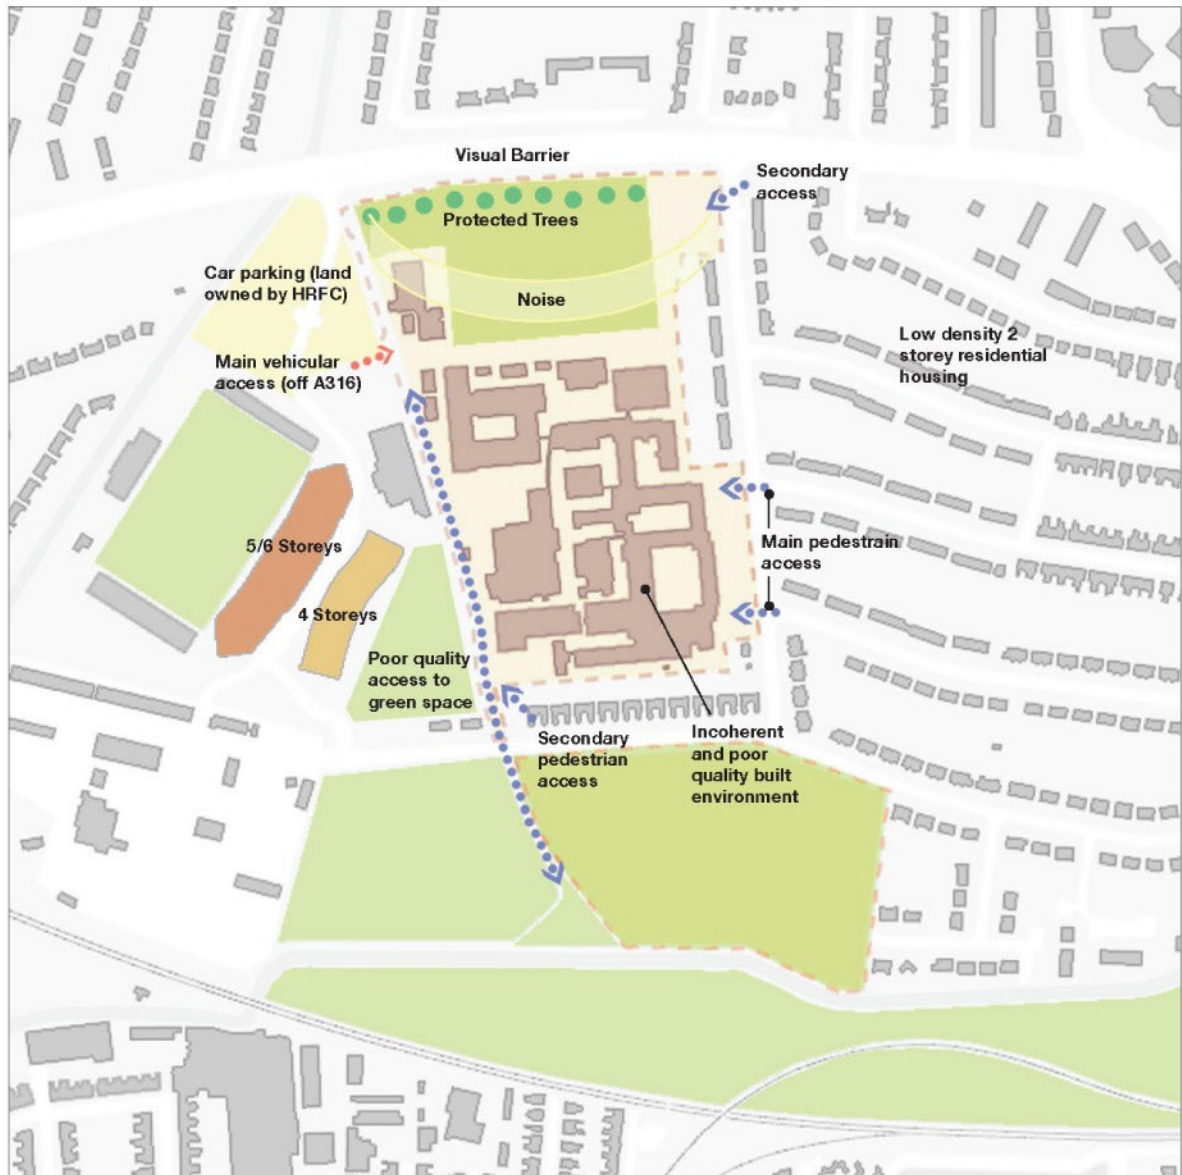 Visual Barrier
Secondary
access
Protected Trees
Car parking (land
owned by HRFC)
Noise
Low density 2
storey residential
housing
Main vehicular
access (off A316)
5/6 Storeys
Main pedestrain
access
4 Storeys
Poor quality
access to
green space
Secondary
pedestrian
access
Incoherent
and poor
quality built
environment